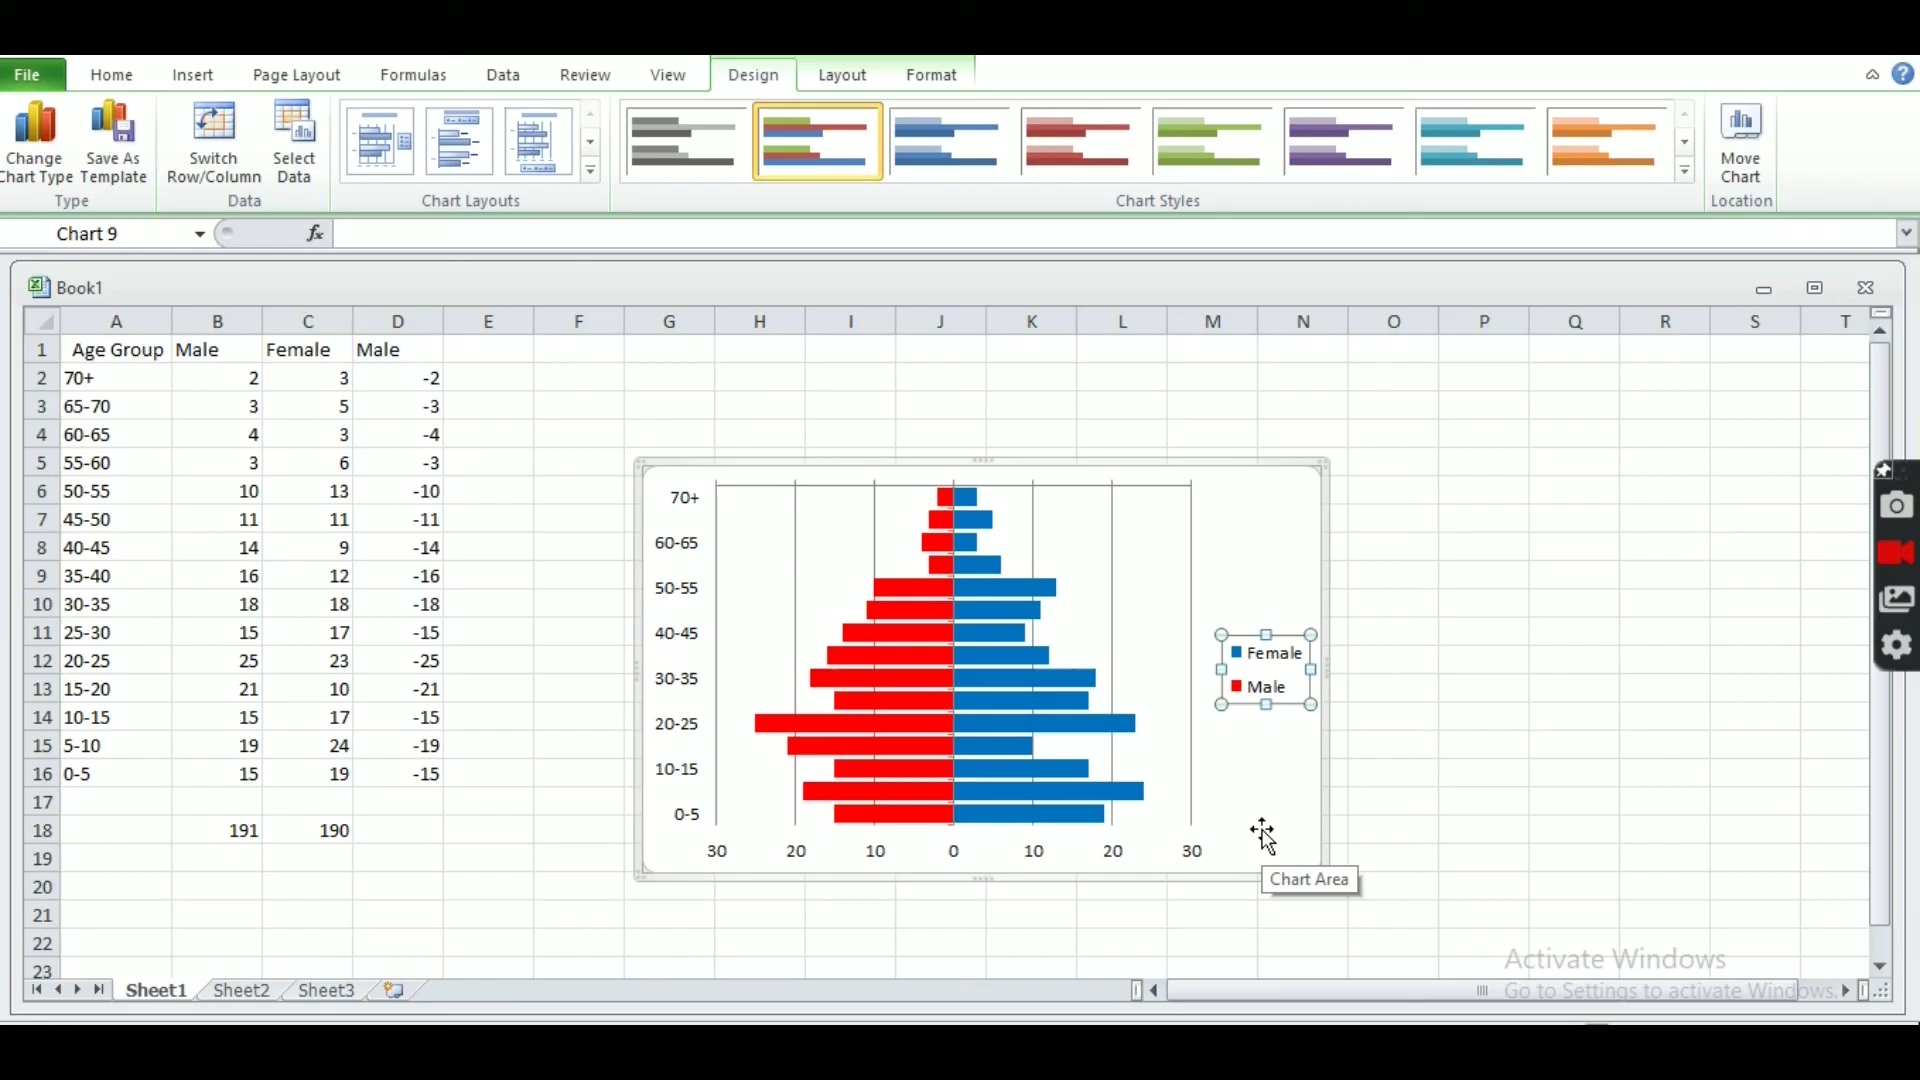 File Home Insert Page Layout Formulas Data Review View Design Layout Format
Change Chart Type
Save As Template
Switch Row/Column
Select Data
Move Chart
Type Data Chart Layouts Chart Styles Location
Chart 9 fx
Book1
A B C D E F G H I J K L M N O P Q R S T
1 Age Group Male Female Male
2 70+ 2 3 -2
3 65-70 3 5 -3
4 60-65 4 3 -4
5 55-60 3 6 -3
6 50-55 10 13 -10
7 45-50 11 11 -11
8 40-45 14 9 -14
9 35-40 16 12 -16
10 30-35 18 18 -18
11 25-30 15 17 -15
12 20-25 25 23 -25
13 15-20 21 10 -21
14 10-15 15 17 -15
15 5-10 19 24 -19
16 0-5 15 19 -15
17
18 191 190
19
20
21
22
23
70+
60-65
50-55
40-45
30-35
20-25
10-15
0-5
30 20 10 0 10 20 30
Female
Male
Chart Area
Activate Windows
Go to Settings to activate Windows.
Sheet1 Sheet2 Sheet3